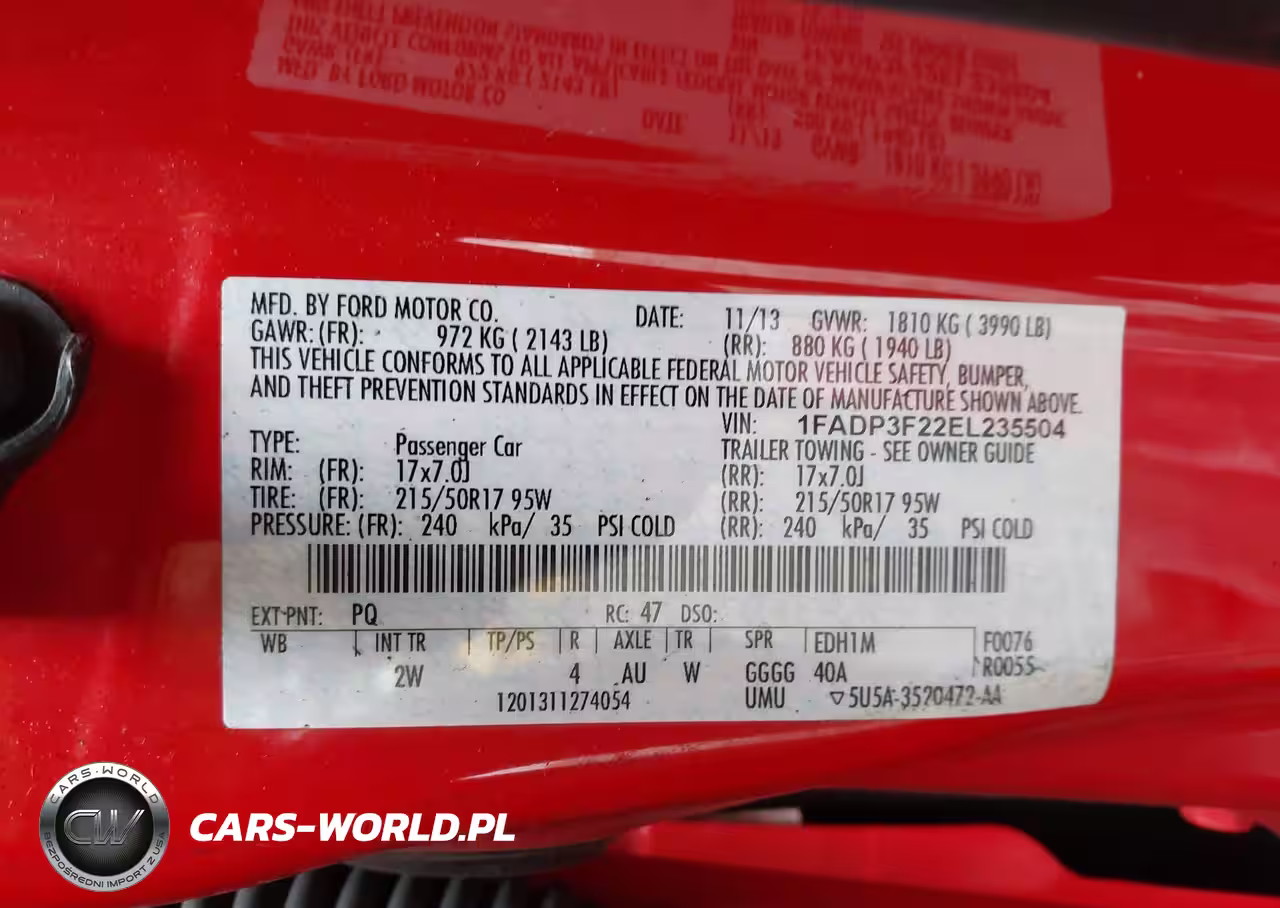 MFD. BY FORD MOTOR CO. DATE: 11/13 GVWR: 1810 KG ( 3990 LB)
GAWR: (FR): 972 KG ( 2143 LB) (RR): 880 KG ( 1940 LB)
THIS VEHICLE CONFORMS TO ALL APPLICABLE FEDERAL MOTOR VEHICLE SAFETY, BUMPER,
AND THEFT PREVENTION STANDARDS IN EFFECT ON THE DATE OF MANUFACTURE SHOWN ABOVE.
VIN: 1FADP3F22EL235504
TYPE: Passenger Car TRAILER TOWING - SEE OWNER GUIDE
RIM: (FR): 17x7.0J (RR): 17x7.0J
TIRE: (FR): 215/50R17 95W (RR): 215/50R17 95W
PRESSURE: (FR): 240 kPa/ 35 PSI COLD (RR): 240 kPa/ 35 PSI COLD
EXT PNT: PQ RC: 47 DSO:
WB INT TR TP/PS R AXLE TR SPR EDH1M F0076
2W 4 AU W GGGG 40A R0055
1201311274054 UMU ▽5U5A-3520472-AA
CARS-WORLD
CW
BEZPOŚREDNI IMPORT Z USA
CARS-WORLD.PL